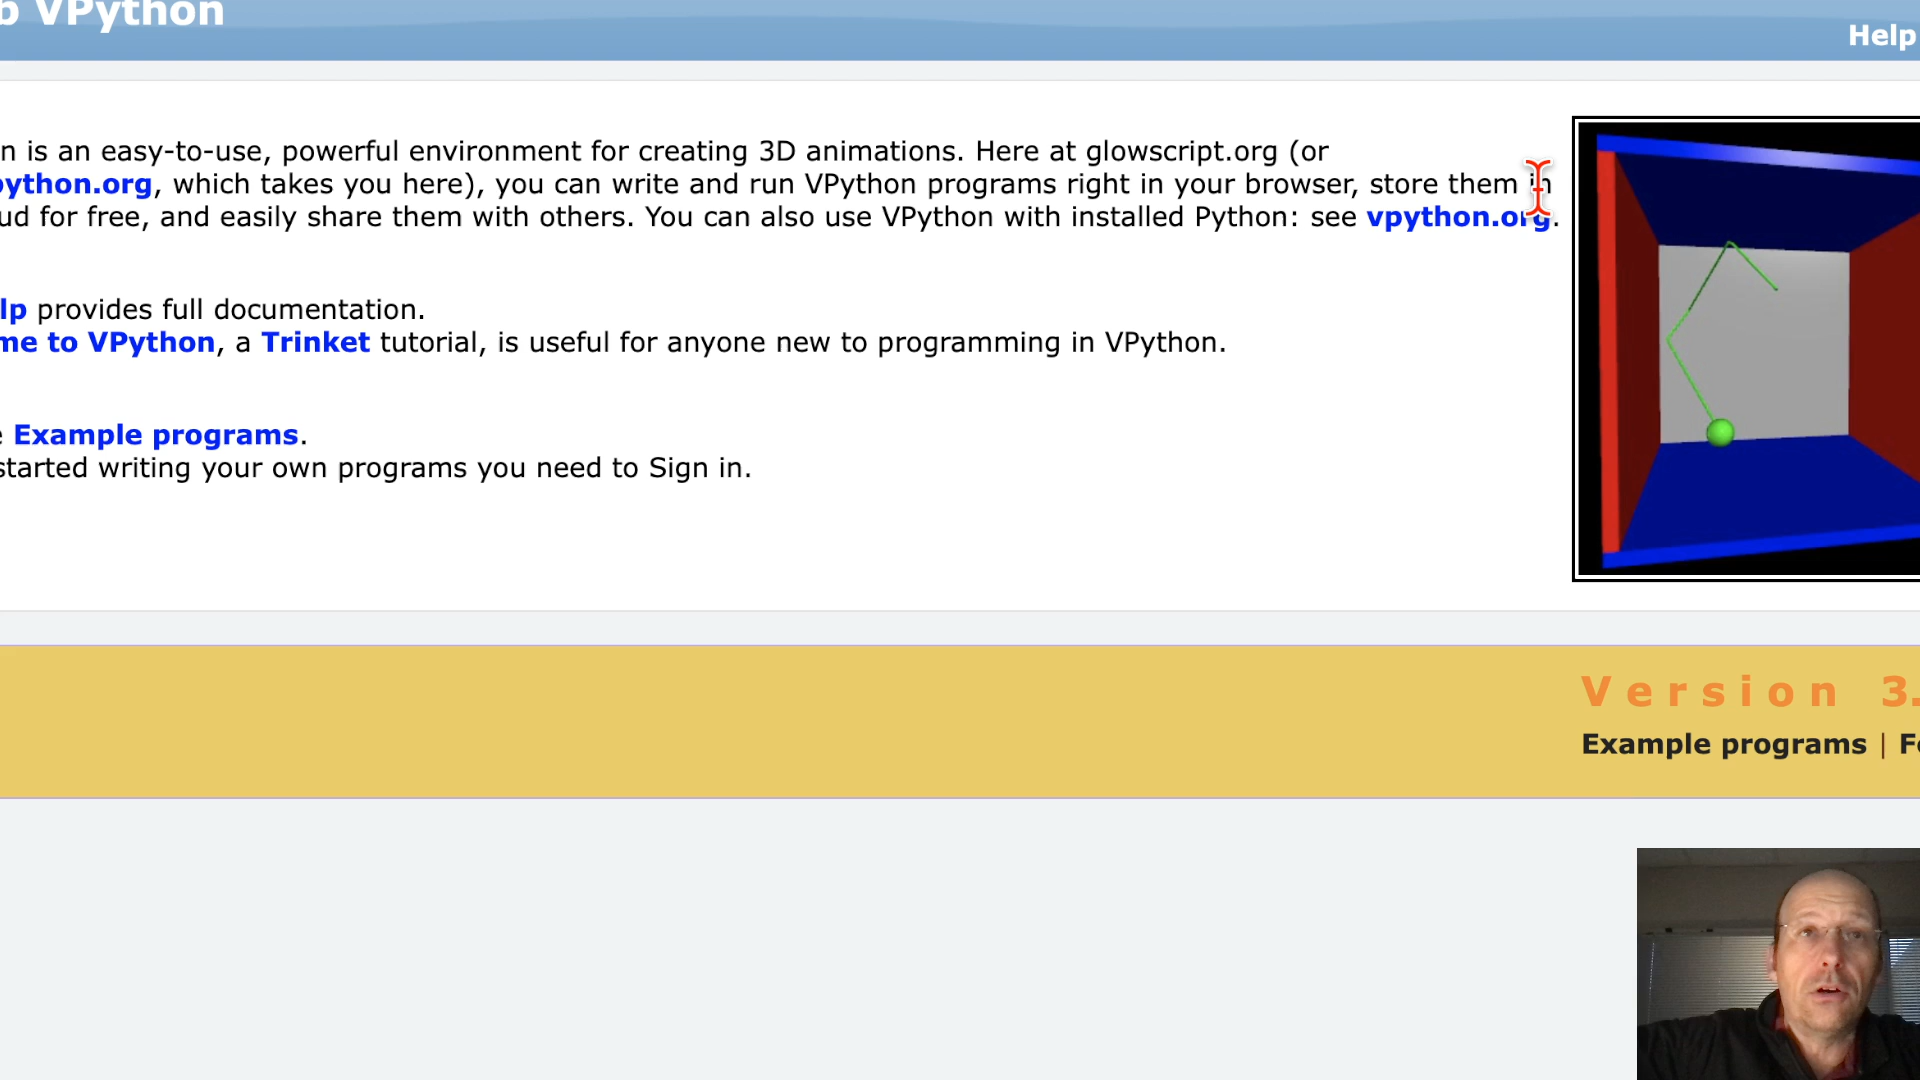 b VPython
Help
n is an easy-to-use, powerful environment for creating 3D animations. Here at glowscript.org (or
python.org, which takes you here), you can write and run VPython programs right in your browser, store them in
ud for free, and easily share them with others. You can also use VPython with installed Python: see vpython.org.
lp provides full documentation.
me to VPython, a Trinket tutorial, is useful for anyone new to programming in VPython.
e Example programs.
started writing your own programs you need to Sign in.
Version 3.
Example programs | Fo